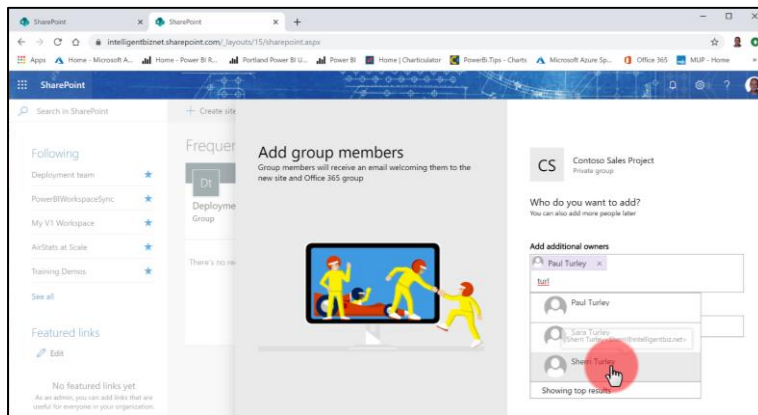 SharePoint
SharePoint
intelligentbiznet.sharepoint.com/_layouts/15/sharepoint.aspx
Apps
Home - Microsoft A...
Home - Power BI R...
Portland Power BI U...
Power BI
Home | Charticulator
PowerBi.Tips - Charts
Microsoft Azure Sp...
Office 365
MUP - Home
SharePoint
Search in SharePoint
Following
Deployment team
PowerBIWorkspaceSync
My V1 Workspace
AirStats at Scale
Training Demos
See all
Featured links
Edit
No featured links yet
As an admin, you can add links that are
useful for everyone in your organization.
+ Create site
Frequen
Dt
Deployme
Group
There's no re
Add group members
Group members will receive an email welcoming them to the
new site and Office 365 group
CS
Contoso Sales Project
Private group
Who do you want to add?
You can also add more people later
Add additional owners
Paul Turley
turl
Paul Turley
Sara Turley
Sherri Turley
Showing top results